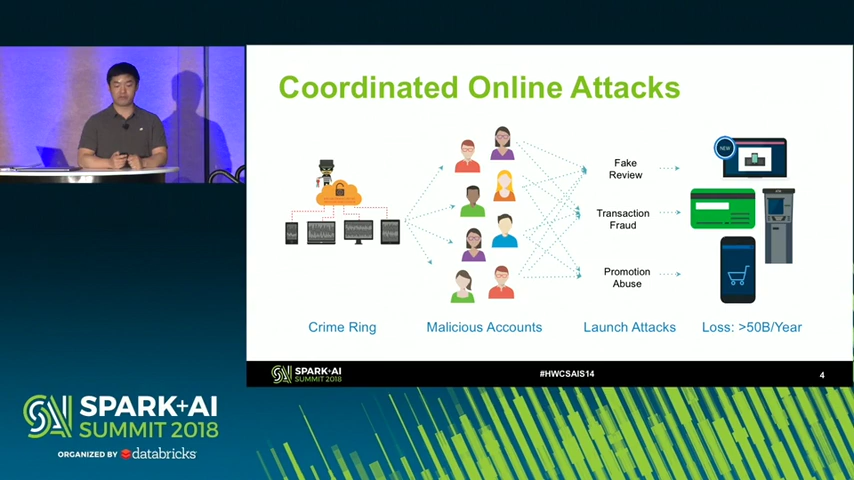 Coordinated Online Attacks
NEW
Fake
Review
Transaction
Fraud
Promotion
Abuse
Crime Ring
Malicious Accounts
Launch Attacks
Loss: >50B/Year
SPARK+AI
SUMMIT 2018
#HWCSAIS14
4
SPARK+AI
SUMMIT 2018
ORGANIZED BY databricks